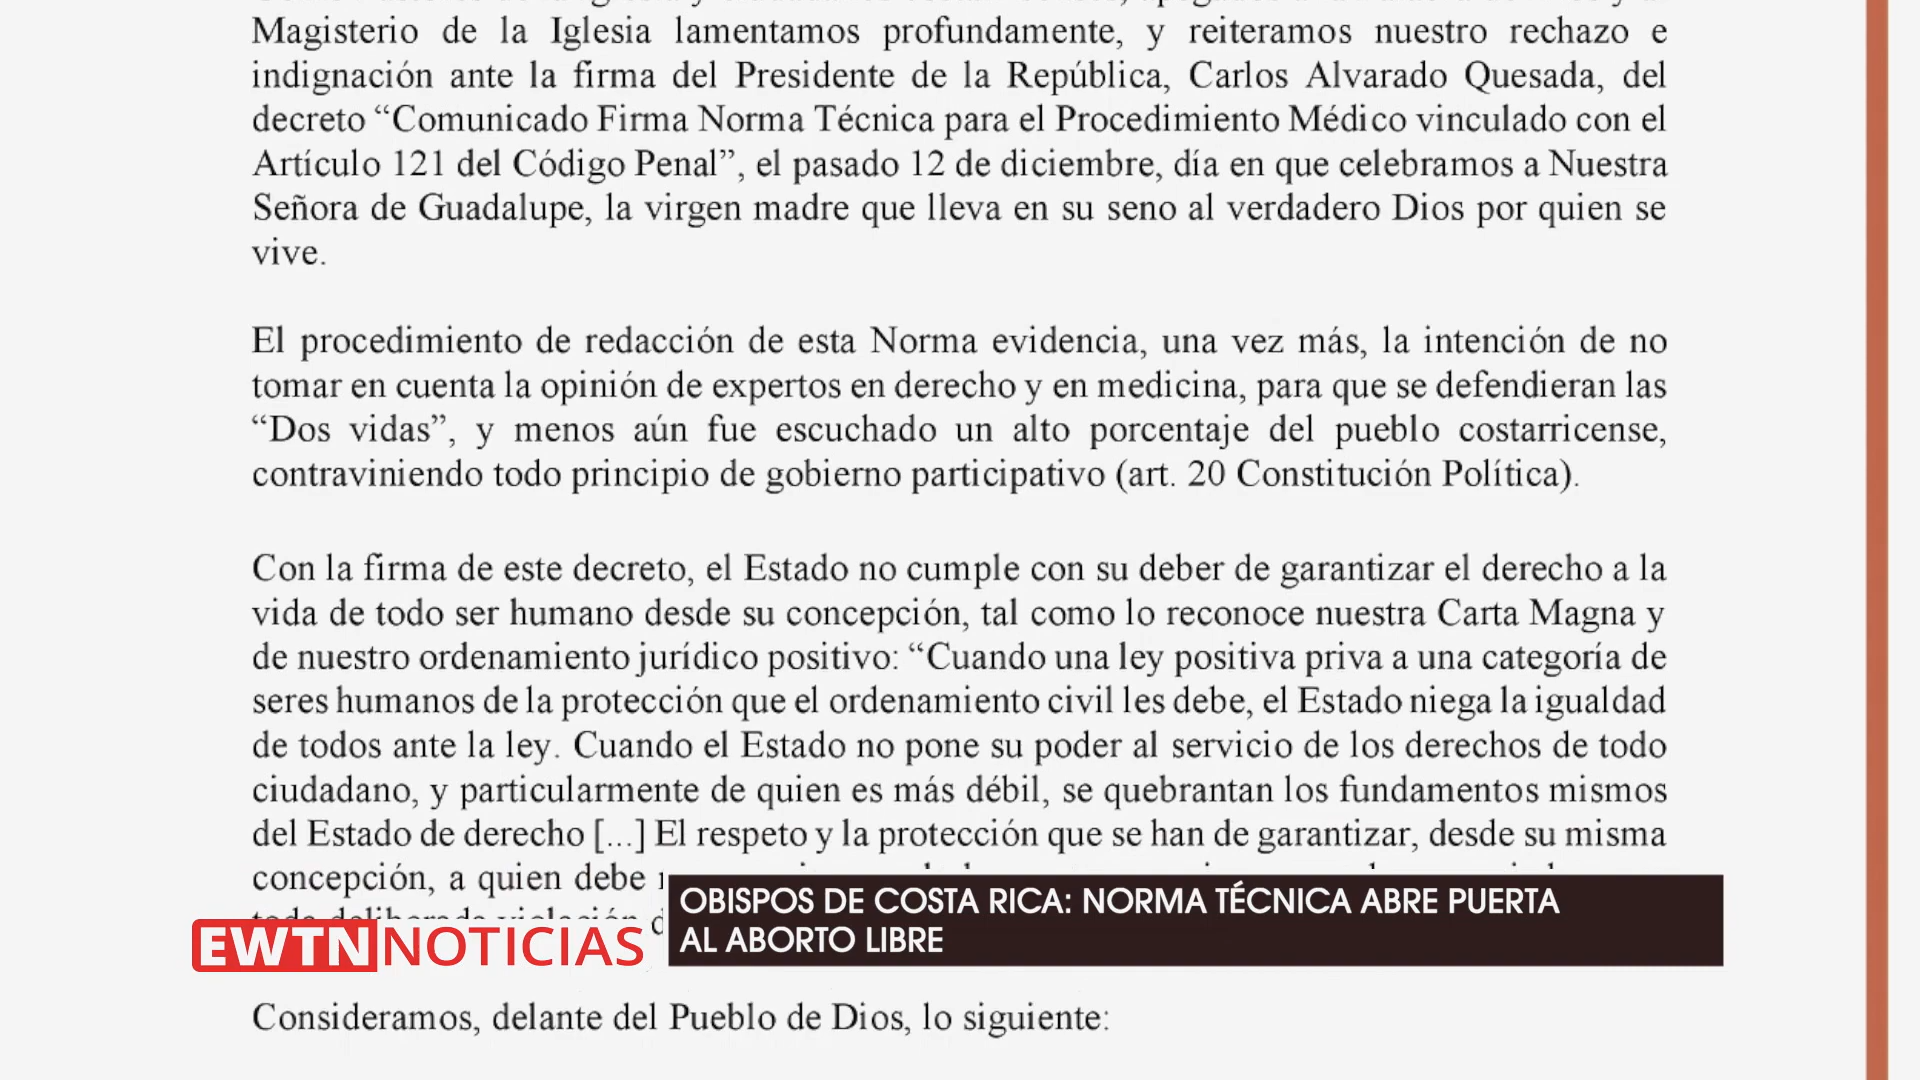 Magisterio de la Iglesia lamentamos profundamente, y reiteramos nuestro rechazo e
indignación ante la firma del Presidente de la República, Carlos Alvarado Quesada, del
decreto “Comunicado Firma Norma Técnica para el Procedimiento Médico vinculado con el
Artículo 121 del Código Penal”, el pasado 12 de diciembre, día en que celebramos a Nuestra
Señora de Guadalupe, la virgen madre que lleva en su seno al verdadero Dios por quien se
vive.
El procedimiento de redacción de esta Norma evidencia, una vez más, la intención de no
tomar en cuenta la opinión de expertos en derecho y en medicina, para que se defendieran las
“Dos vidas”, y menos aún fue escuchado un alto porcentaje del pueblo costarricense,
contraviniendo todo principio de gobierno participativo (art. 20 Constitución Política).
Con la firma de este decreto, el Estado no cumple con su deber de garantizar el derecho a la
vida de todo ser humano desde su concepción, tal como lo reconoce nuestra Carta Magna y
de nuestro ordenamiento jurídico positivo: “Cuando una ley positiva priva a una categoría de
seres humanos de la protección que el ordenamiento civil les debe, el Estado niega la igualdad
de todos ante la ley. Cuando el Estado no pone su poder al servicio de los derechos de todo
ciudadano, y particularmente de quien es más débil, se quebrantan los fundamentos mismos
del Estado de derecho [...] El respeto y la protección que se han de garantizar, desde su misma
concepción, a quien debe
OBISPOS DE COSTA RICA: NORMA TÉCNICA ABRE PUERTA
AL ABORTO LIBRE
EWTN NOTICIAS
Consideramos, delante del Pueblo de Dios, lo siguiente: